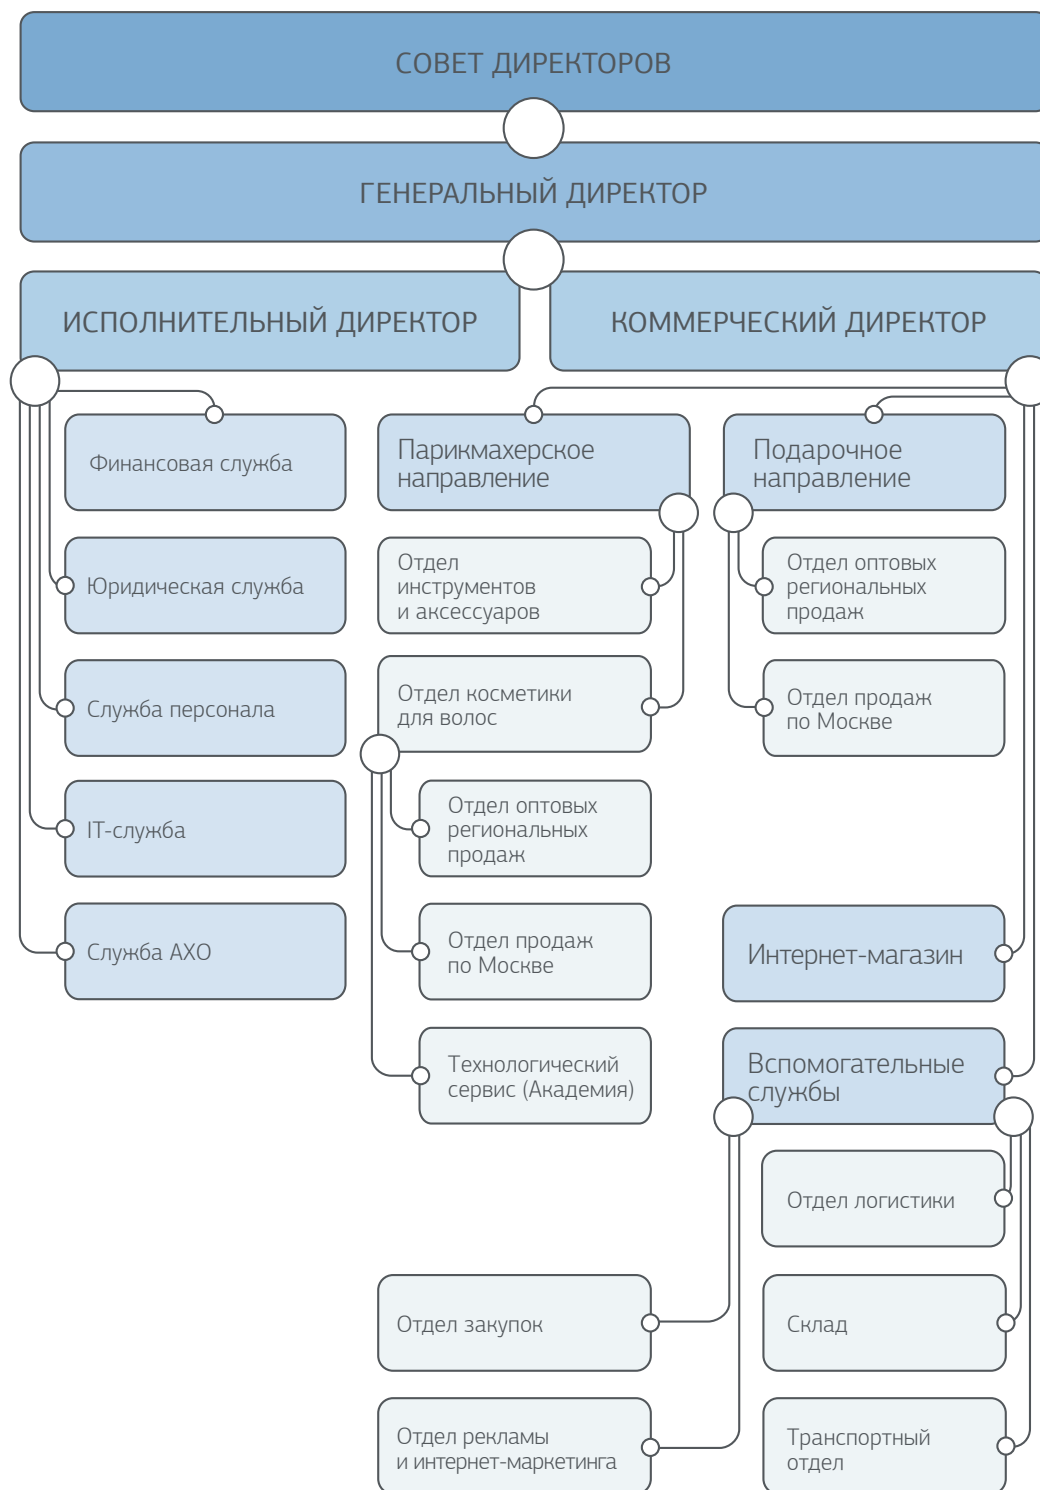 СОВЕТ ДИРЕКТОРОВ
ГЕНЕРАЛЬНЫЙ ДИРЕКТОР
ИСПОЛНИТЕЛЬНЫЙ ДИРЕКТОР
КОММЕРЧЕСКИЙ ДИРЕКТОР
Финансовая служба
Юридическая служба
Служба персонала
IT-служба
Служба АХО
Парикмахерское
направление
Отдел
инструментов
и аксессуаров
Отдел косметики
для волос
Отдел оптовых
региональных
продаж
Отдел продаж
по Москве
Технологический
сервис (Академия)
Подарочное
направление
Отдел оптовых
региональных
продаж
Отдел продаж
по Москве
Интернет-магазин
Вспомогательные
службы
Отдел логистики
Отдел закупок
Склад
Отдел рекламы
и интернет-маркетинга
Транспортный
отдел